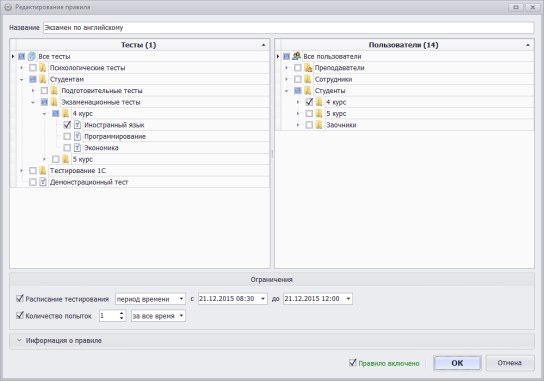 Редактирование правила
Название Экзамен по английскому
Тесты (1)
Все тесты
Психологические тесты
Студентам
Подготовительные тесты
Экзаменационные тесты
4 курс
Иностранный язык
Программирование
Экономика
5 курс
Тестирование 1С
Демонстрационный тест
Пользователи (14)
Все пользователи
Преподаватели
Сотрудники
Студенты
4 курс
5 курс
Заочники
Ограничения
Расписание тестирования период времени с 21.12.2015 08:30 до 21.12.2015 12:00
Количество попыток 1 за все время
Информация о правиле
Правило включено OK Отмена